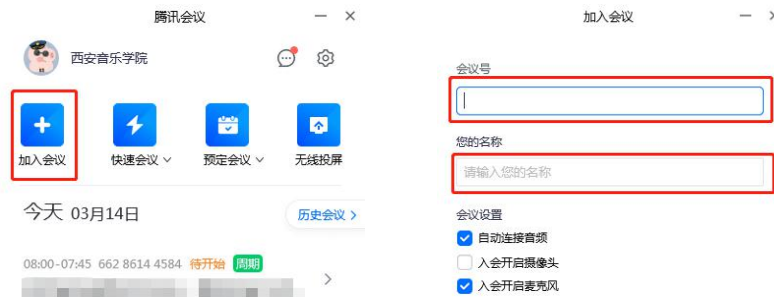 腾讯会议
西安音乐学院
加入会议
快速会议
预定会议
无线投屏
今天 03月14日
历史会议
08:00-07:45 662 8614 4584 待开始 周期
加入会议
会议号
您的名称
请输入您的名称
会议设置
自动连接音频
入会开启摄像头
入会开启麦克风